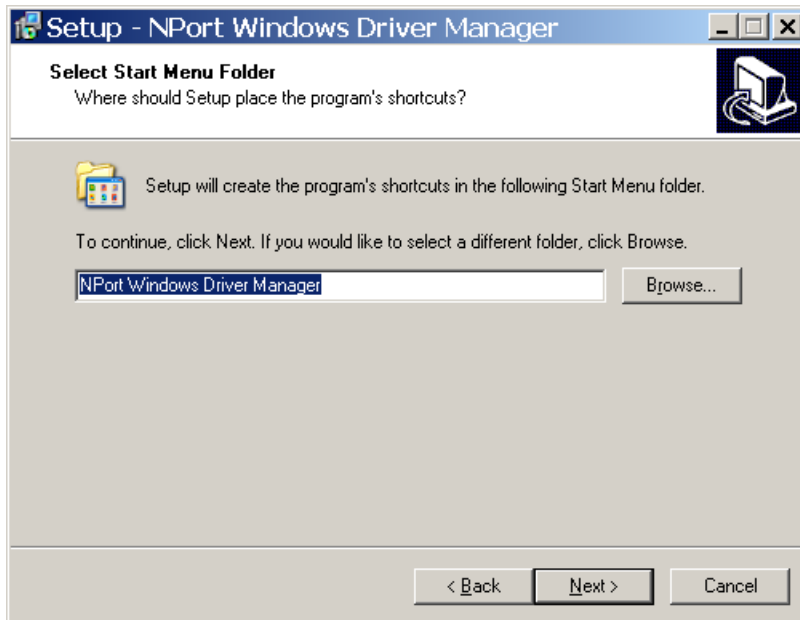 Setup - NPort Windows Driver Manager
Select Start Menu Folder
Where should Setup place the program's shortcuts?
Setup will create the program's shortcuts in the following Start Menu folder.
To continue, click Next. If you would like to select a different folder, click Browse.
NPort Windows Driver Manager
Browse...
< Back
Next >
Cancel